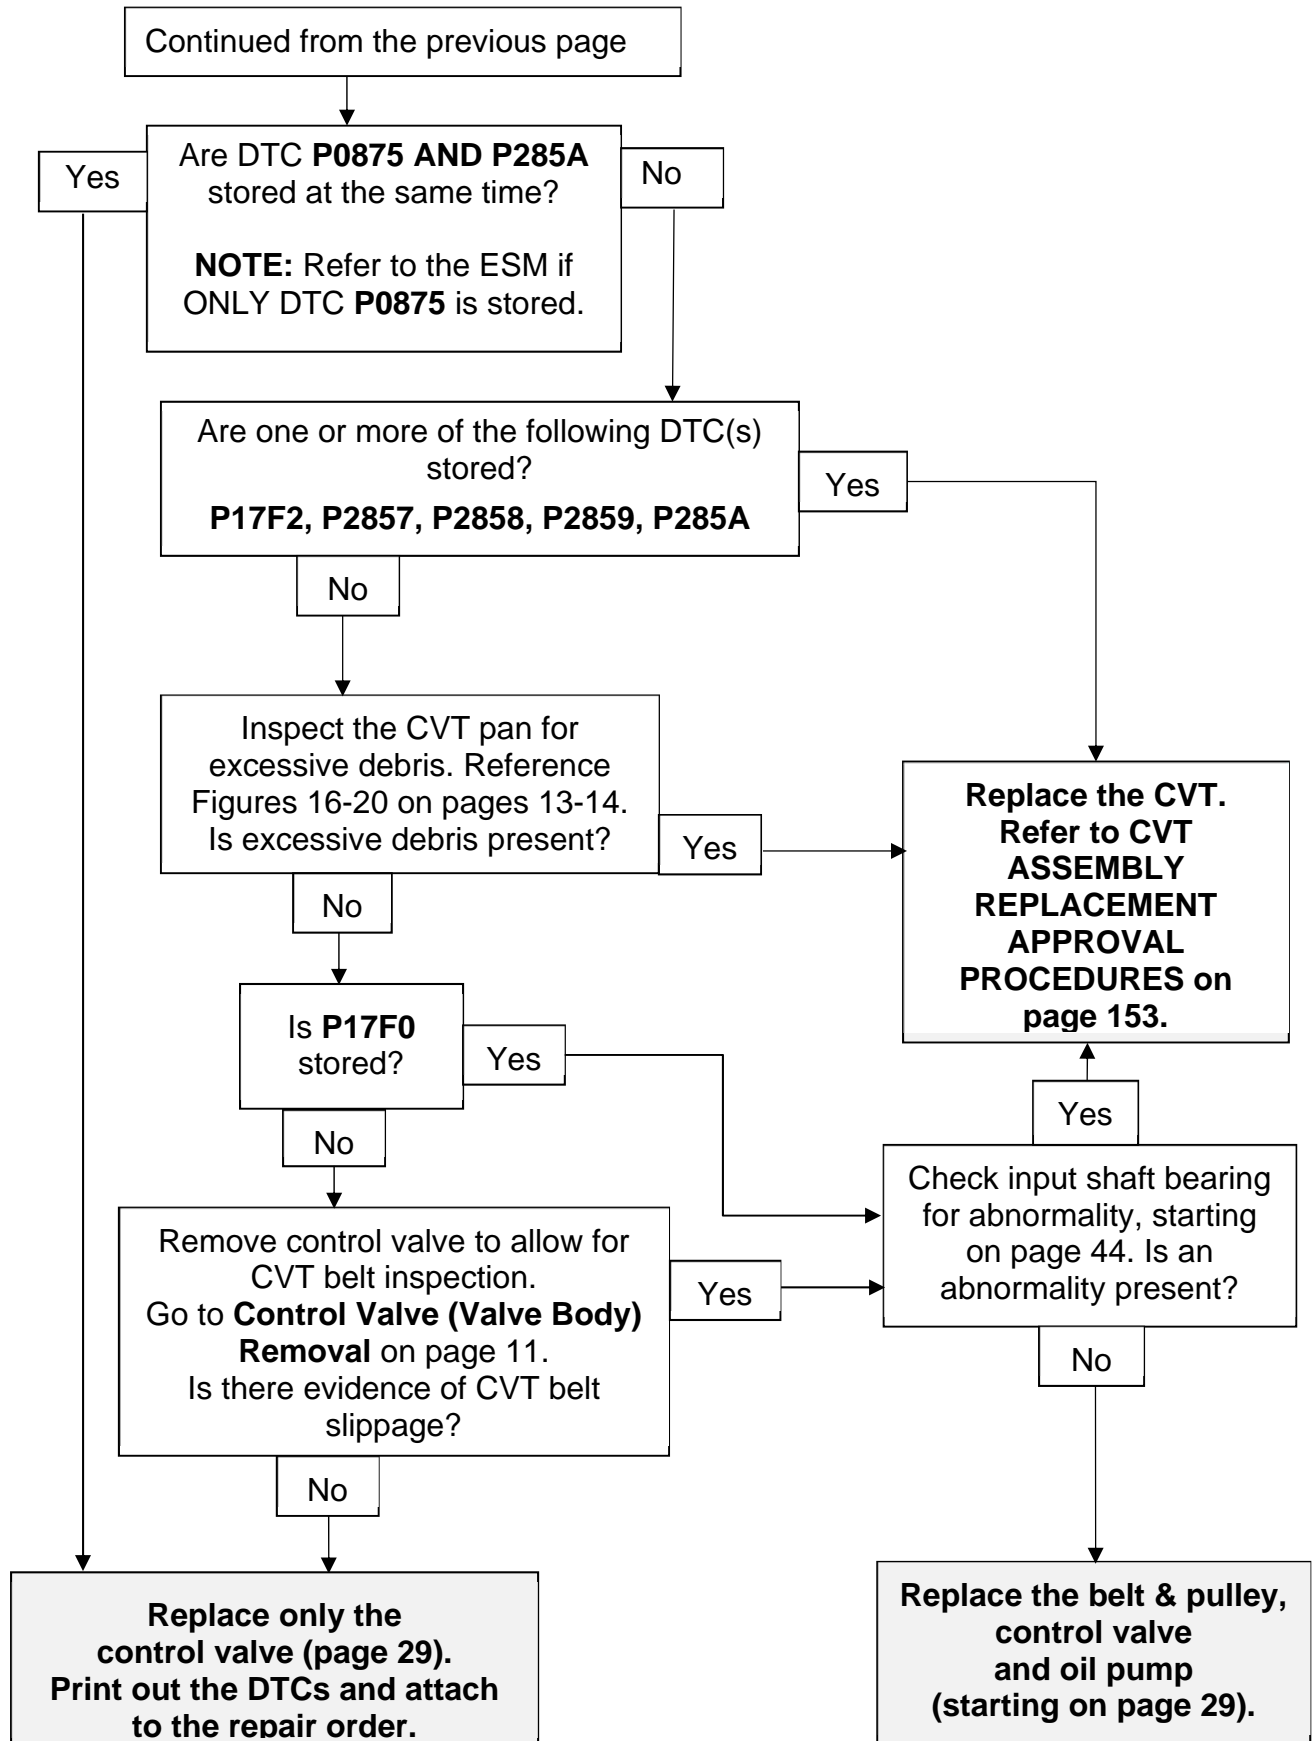 Continued from the previous page
Yes
Are DTC P0875 AND P285A
stored at the same time?
NOTE: Refer to the ESM if
ONLY DTC P0875 is stored.
No
Are one or more of the following DTC(s)
stored?
P17F2, P2857, P2858, P2859, P285A
Yes
No
Inspect the CVT pan for
excessive debris. Reference
Figures 16-20 on pages 13-14.
Is excessive debris present?
Yes
No
Replace the CVT.
Refer to CVT
ASSEMBLY
REPLACEMENT
APPROVAL
PROCEDURES on
page 153.
Is P17F0
stored?
Yes
No
Yes
Check input shaft bearing
for abnormality, starting
on page 44. Is an
abnormality present?
No
Remove control valve to allow for
CVT belt inspection.
Go to Control Valve (Valve Body)
Removal on page 11.
Is there evidence of CVT belt
slippage?
Yes
No
Replace only the
control valve (page 29).
Print out the DTCs and attach
to the repair order.
Replace the belt & pulley,
control valve
and oil pump
(starting on page 29).